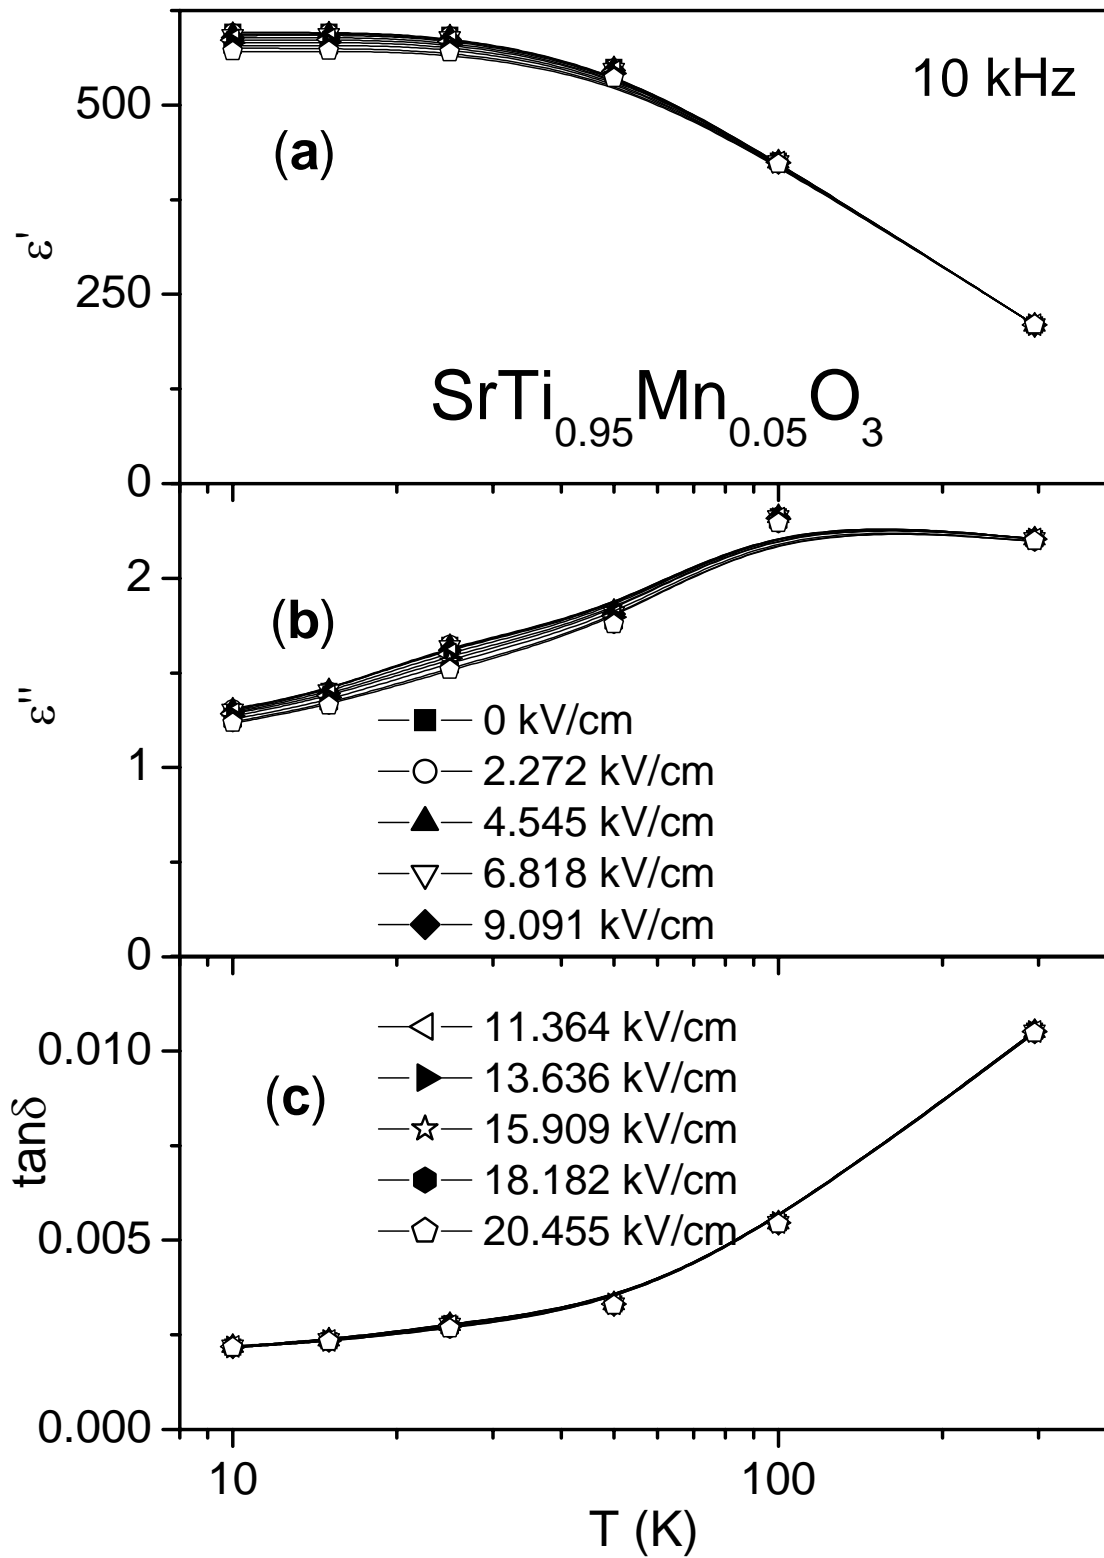 10 kHz
500
(a)
ε'
250
SrTi0.95Mn0.05O3
0
2
(b)
ε''
0 kV/cm
1
2.272 kV/cm
4.545 kV/cm
6.818 kV/cm
9.091 kV/cm
0
11.364 kV/cm
0.010
13.636 kV/cm
(c)
15.909 kV/cm
tanδ
18.182 kV/cm
20.455 kV/cm
0.005
0.000
10 100
T (K)